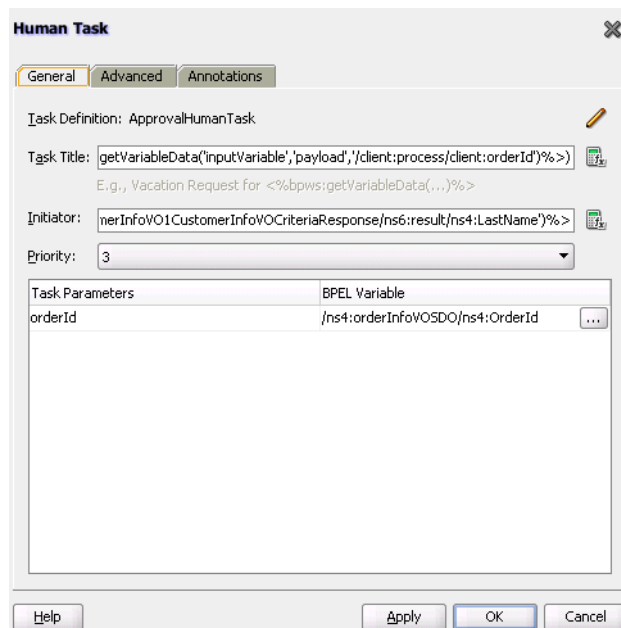 Human Task
General Advanced Annotations
Task Definition: ApprovalHumanTask
Task Title: getVariableData('inputVariable','payload','/client:process/client:orderId')%>)
E.g., Vacation Request for <%bpws:getVariableData(...)%>
Initiator: nerInfoVO1CustomerInfoVOCriteriaResponse/ns6:result/ns4:LastName')%>
Priority: 3
Task Parameters BPEL Variable
orderId /ns4:orderInfoVOSDO/ns4:OrderId ...
Help Apply OK Cancel